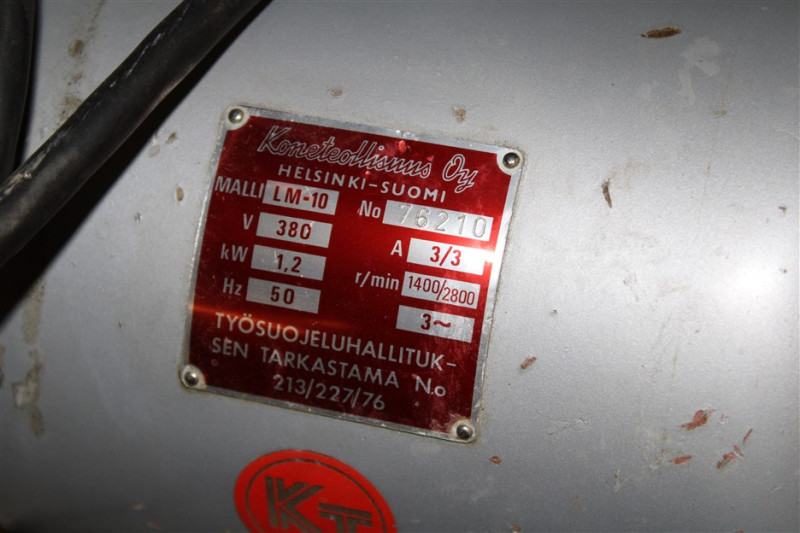 Koneteollisuus Oy
HELSINKI-SUOMI
MALLI LM-10 No 76210
V 380 A 3/3
kW 1,2 r/min 1400/2800
Hz 50 3~
TYÖSUOJELUHALLITUK-
SEN TARKASTAMA No
213/227/76
KT